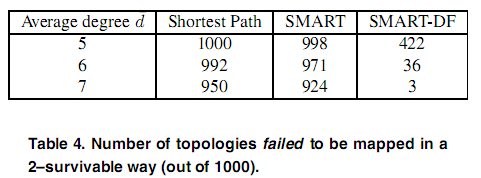 Average degree d Shortest Path SMART SMART-DF
5 1000 998 422
6 992 971 36
7 950 924 3
Table 4. Number of topologies failed to be mapped in a
2–survivable way (out of 1000).